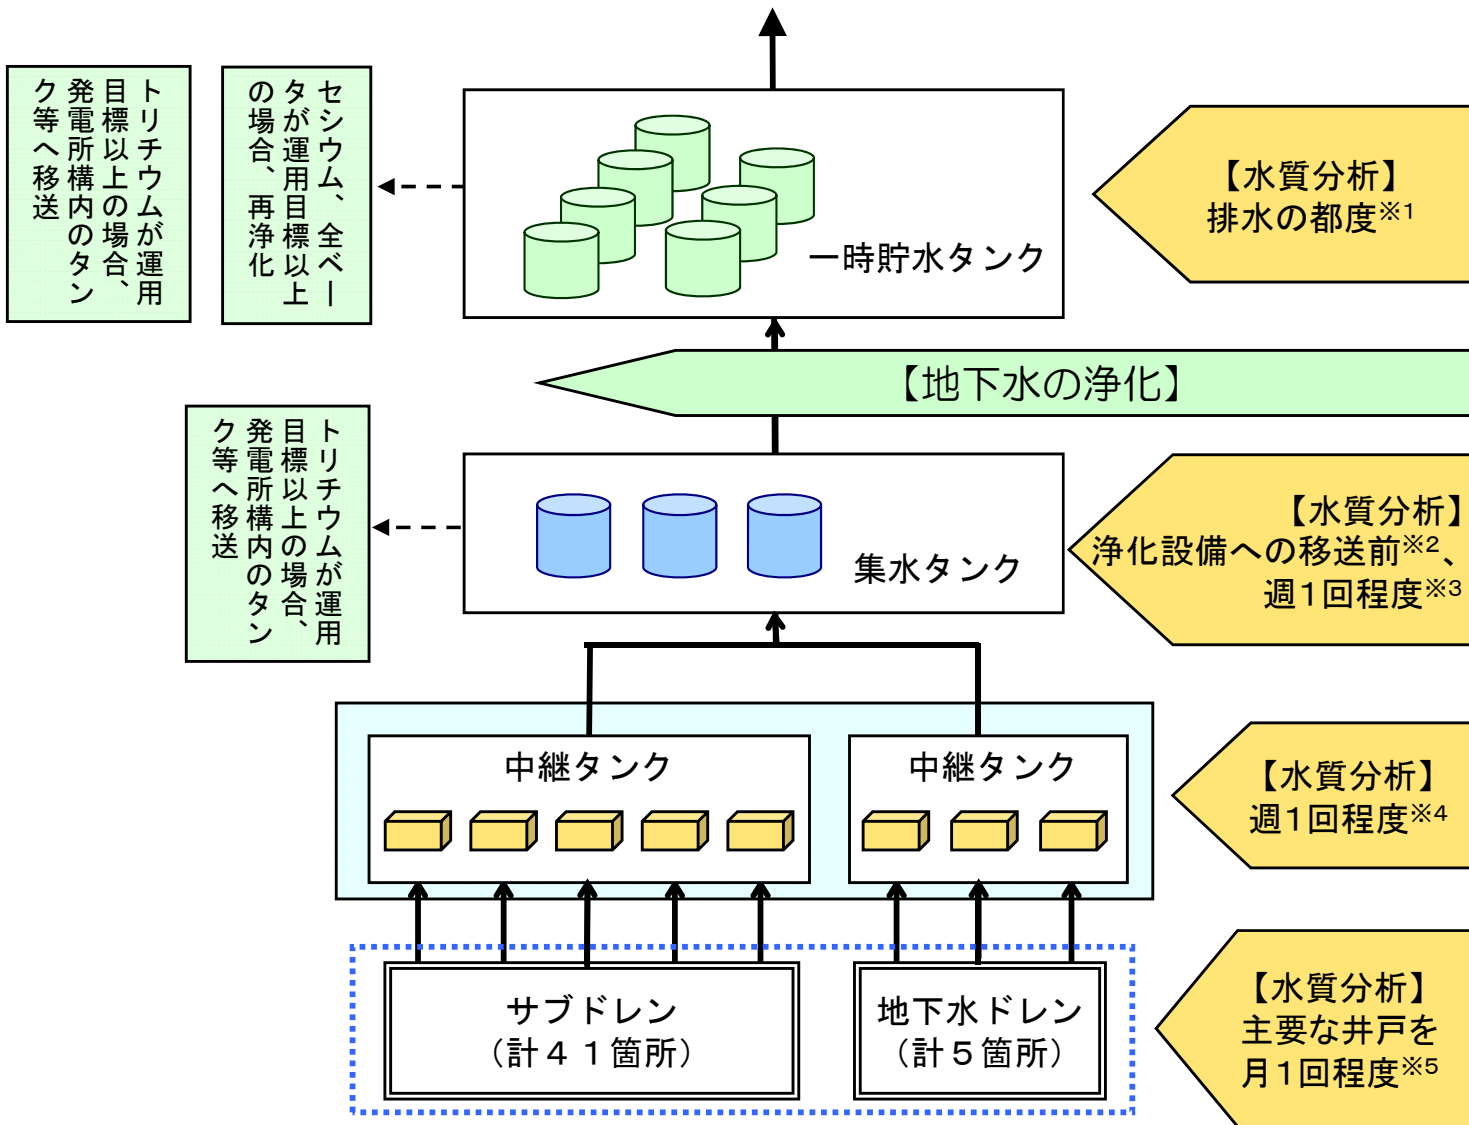 トリチウムが運用
目標以上の場合、
発電所構内のタン
ク等へ移送
セシウム、全ベー
タが運用目標以上
の場合、再浄化
一時貯水タンク
【水質分析】
排水の都度※1
【地下水の浄化】
トリチウムが運用
目標以上の場合、
発電所構内のタン
ク等へ移送
集水タンク
【水質分析】
浄化設備への移送前※2、
週1回程度※3
中継タンク
中継タンク
【水質分析】
週1回程度※4
サブドレン
（計４１箇所）
地下水ドレン
（計５箇所）
【水質分析】
主要な井戸を
月1回程度※5